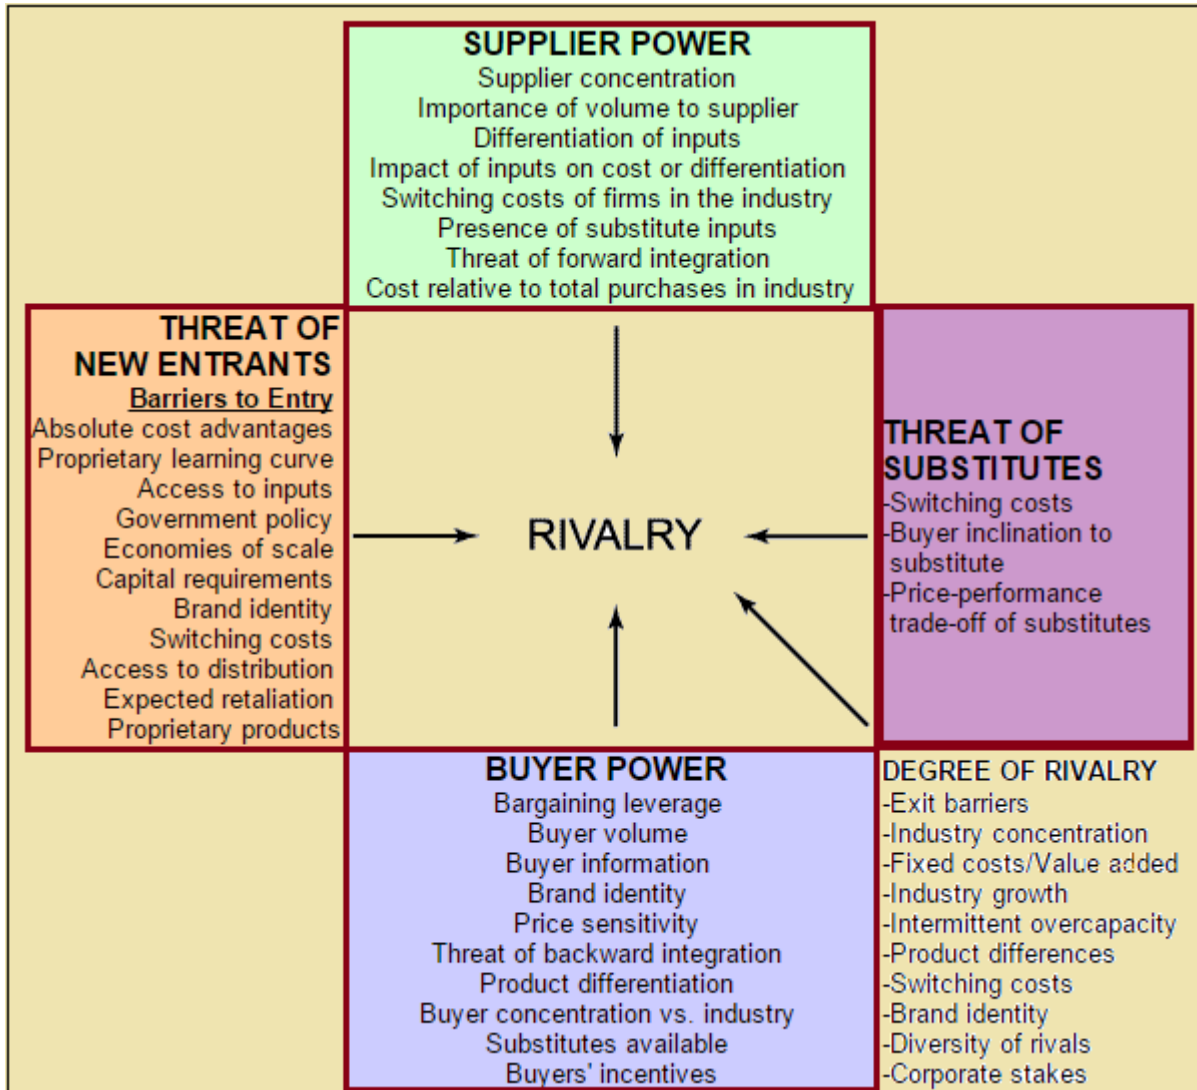 SUPPLIER POWER
Supplier concentration
Importance of volume to supplier
Differentiation of inputs
Impact of inputs on cost or differentiation
Switching costs of firms in the industry
Presence of substitute inputs
Threat of forward integration
Cost relative to total purchases in industry
THREAT OF
NEW ENTRANTS
Barriers to Entry
Absolute cost advantages
Proprietary learning curve
Access to inputs
Government policy
Economies of scale
Capital requirements
Brand identity
Switching costs
Access to distribution
Expected retaliation
Proprietary products
RIVALRY
THREAT OF
SUBSTITUTES
-Switching costs
-Buyer inclination to
substitute
-Price-performance
trade-off of substitutes
BUYER POWER
Bargaining leverage
Buyer volume
Buyer information
Brand identity
Price sensitivity
Threat of backward integration
Product differentiation
Buyer concentration vs. industry
Substitutes available
Buyers' incentives
DEGREE OF RIVALRY
-Exit barriers
-Industry concentration
-Fixed costs/Value added
-Industry growth
-Intermittent overcapacity
-Product differences
-Switching costs
-Brand identity
-Diversity of rivals
-Corporate stakes